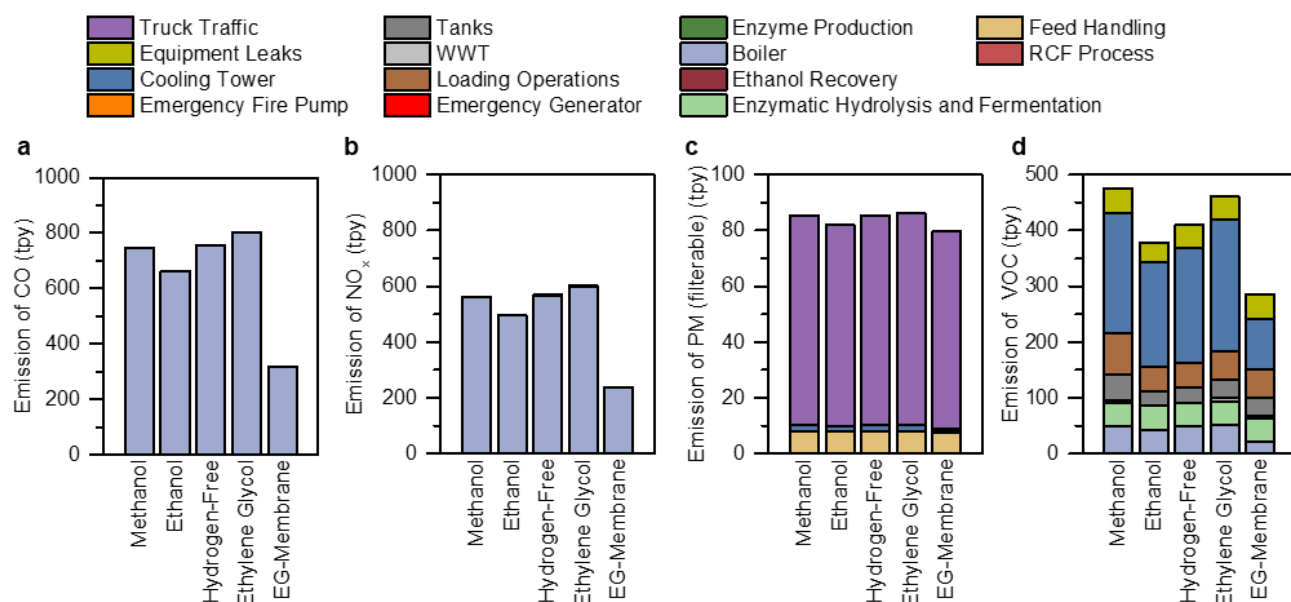 Truck Traffic
Tanks
Enzyme Production
Feed Handling
Equipment Leaks
WWT
Boiler
RCF Process
Cooling Tower
Loading Operations
Ethanol Recovery
Emergency Fire Pump
Emergency Generator
Enzymatic Hydrolysis and Fermentation
a
Emission of CO (tpy)
1000
800
600
400
200
0
Methanol
Ethanol
Hydrogen-Free
Ethylene Glycol
EG-Membrane
b
Emission of NOx (tpy)
1000
800
600
400
200
0
Methanol
Ethanol
Hydrogen-Free
Ethylene Glycol
EG-Membrane
c
Emission of PM (filterable) (tpy)
100
80
60
40
20
0
Methanol
Ethanol
Hydrogen-Free
Ethylene Glycol
EG-Membrane
d
Emission of VOC (tpy)
500
400
300
200
100
0
Methanol
Ethanol
Hydrogen-Free
Ethylene Glycol
EG-Membrane